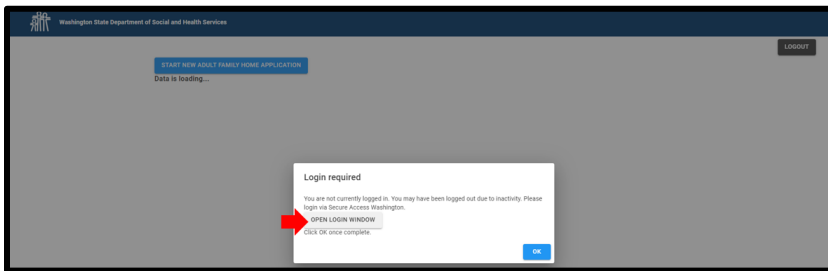 Washington State Department of Social and Health Services
LOGOUT
START NEW ADULT FAMILY HOME APPLICATION
Data is loading...
Login required
You are not currently logged in. You may have been logged out due to inactivity. Please
login via Secure Access Washington.
OPEN LOGIN WINDOW
Click OK once complete.
OK